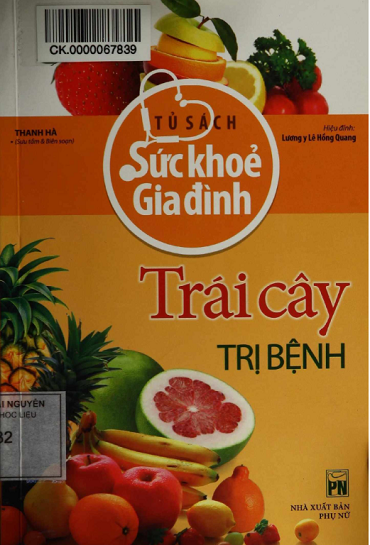 CK.0000067839
TỦ SÁCH
THANH HÀ
(Sưu tầm & Biên soạn)
Hiệu đính:
Lương y Lê Hồng Quang
Sức khoẻ
Gia đình
Trái cây
TRỊ BỆNH
ÁI NGUYÊN
HỌC LIỆU
32
PN
NHÀ XUẤT BẢN
PHỤ NỮ